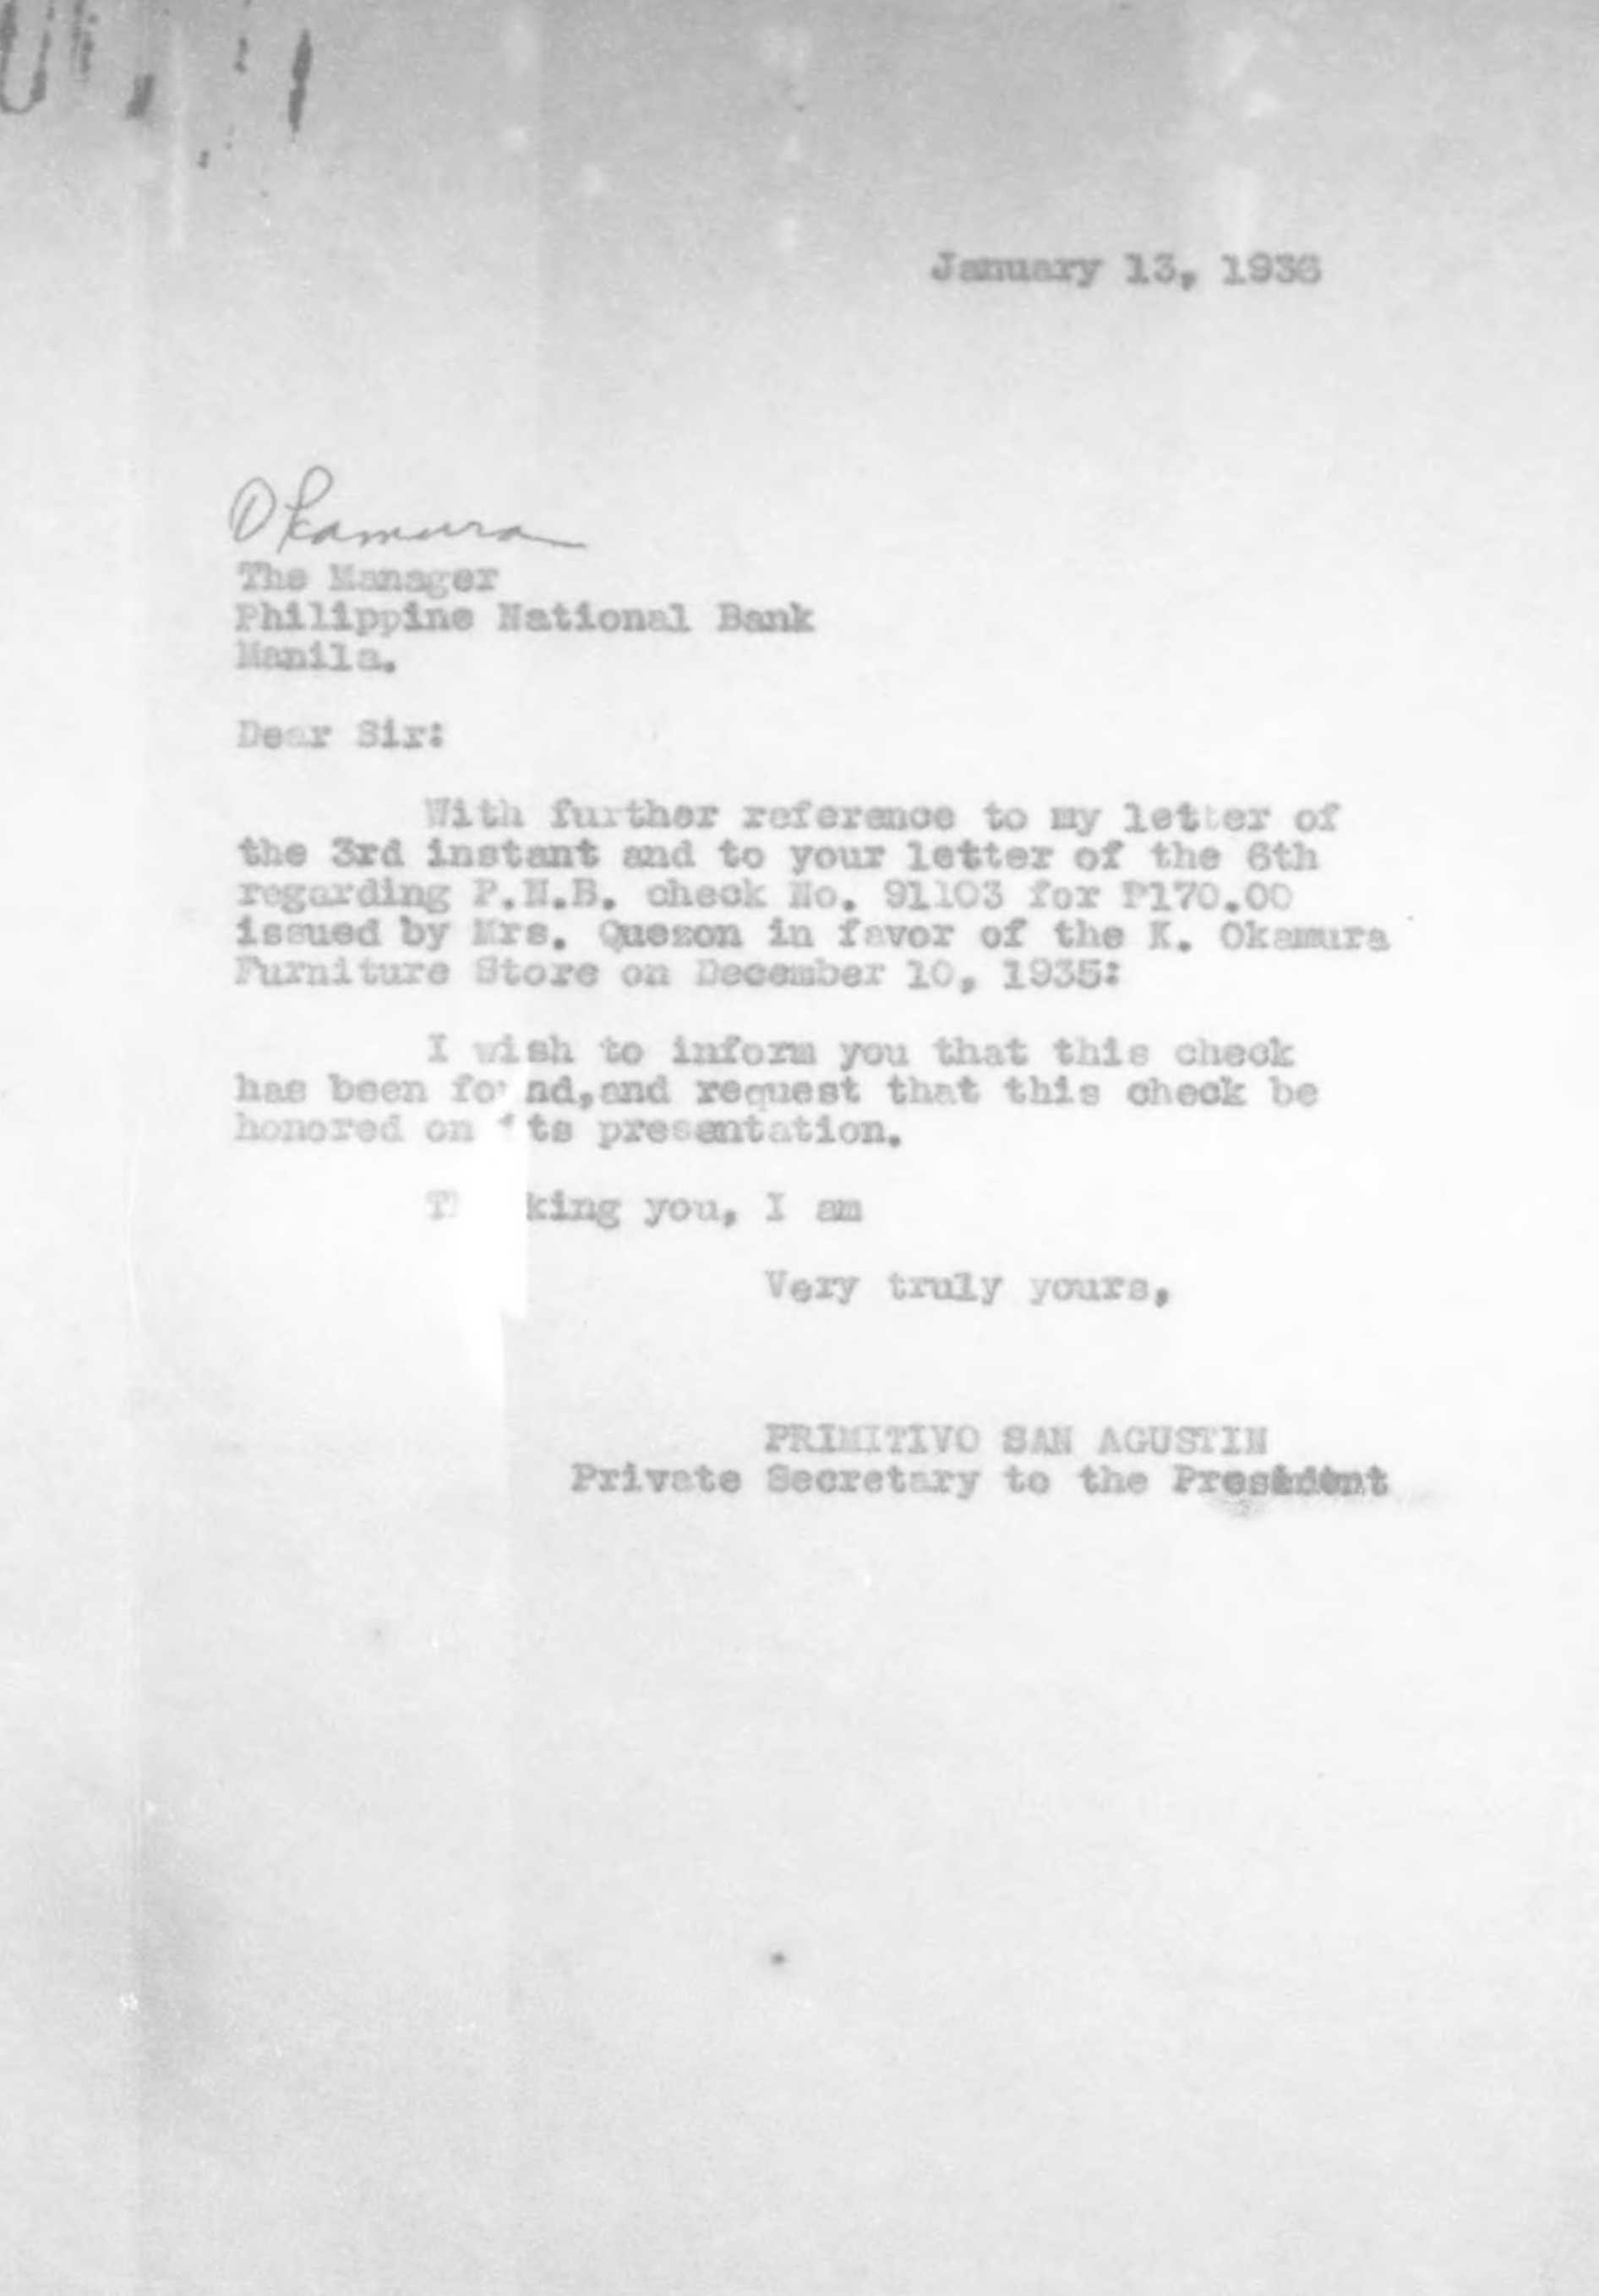 January 13, 1936
Okamura
The Manager
Philippine National Bank
Manila.
Dear Sir:
With further reference to my letter of
the 3rd instant and to your letter of the 6th
regarding P.N.B. check No. 91103 for ₱170.00
issued by Mrs. Quezon in favor of the K. Okamura
Furniture Store on December 10, 1935:
I wish to inform you that this check
has been fo nd,and request that this check be
honored on its presentation.
Th king you, I am
Very truly yours,
PRIMITIVO SAN AGUSTIN
Private Secretary to the President